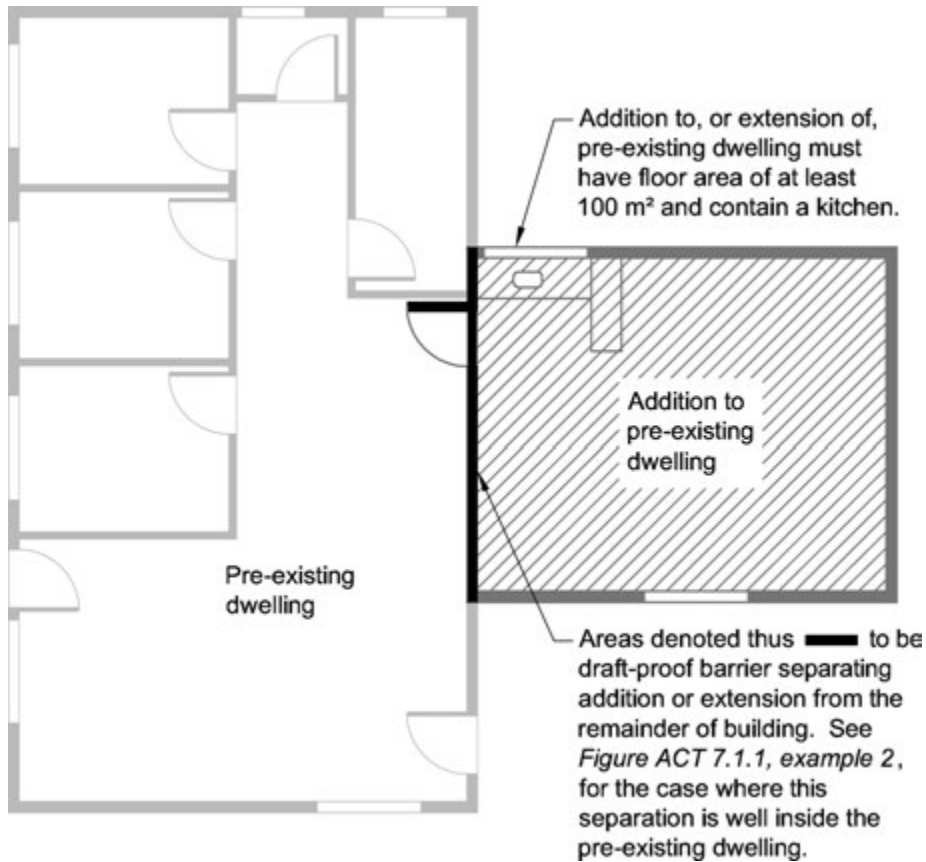 Addition to, or extension of,
pre-existing dwelling must
have floor area of at least
100 m² and contain a kitchen.
Addition to
pre-existing
dwelling
Pre-existing
dwelling
Areas denoted thus to be
draft-proof barrier separating
addition or extension from the
remainder of building. See
Figure ACT 7.1.1, example 2,
for the case where this
separation is well inside the
pre-existing dwelling.